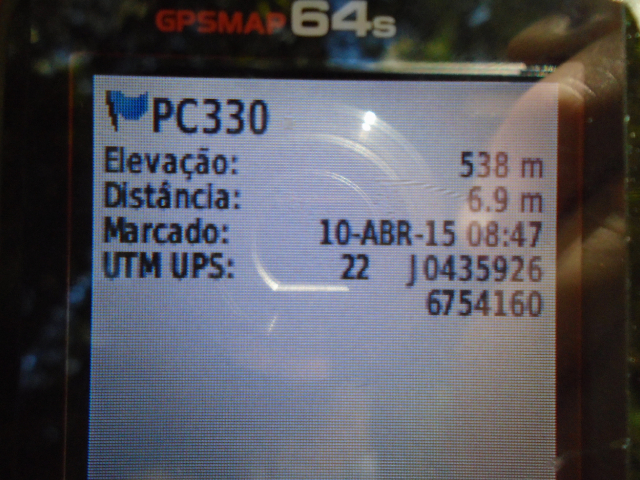 GPSMAP 64s
PC330
Elevação: 538 m
Distância: 6.9 m
Marcado: 10-ABR-15 08:47
UTM UPS: 22 J0435926
6754160